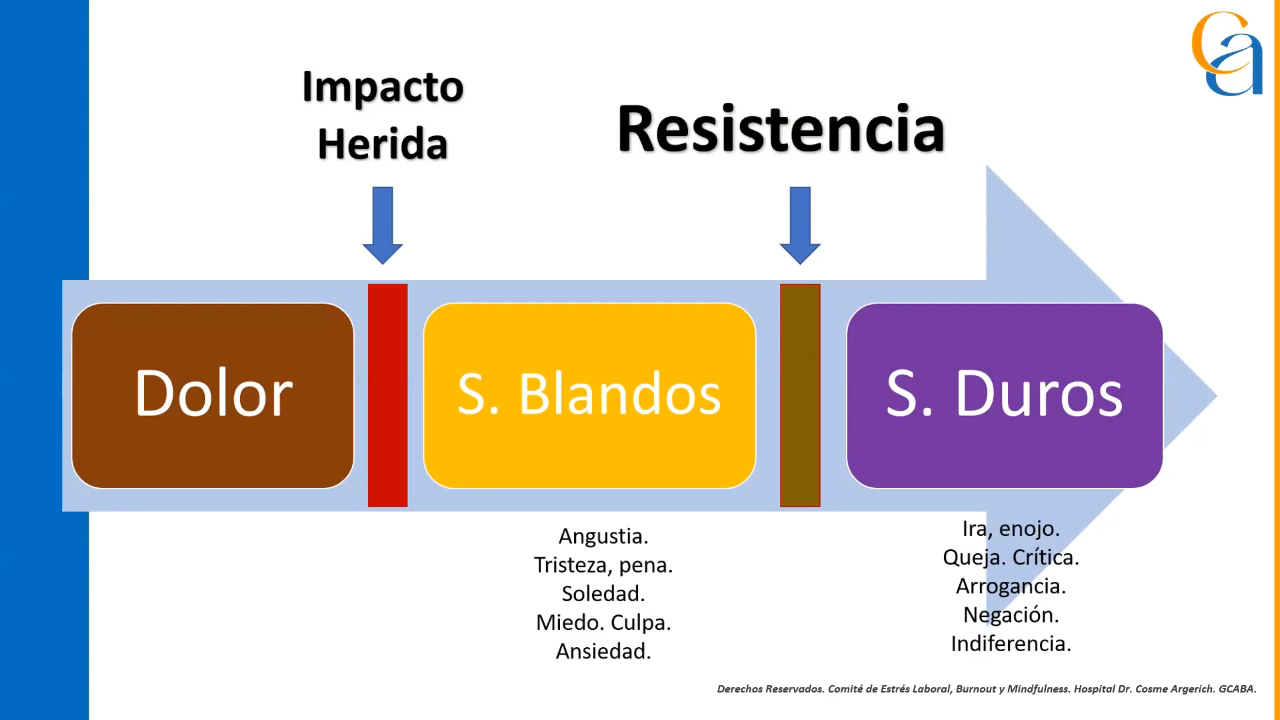 Impacto
Herida
Resistencia
Dolor
S. Blandos
S. Duros
Angustia.
Tristeza, pena.
Soledad.
Miedo. Culpa.
Ansiedad.
Ira, enojo.
Queja. Crítica.
Arrogancia.
Negación.
Indiferencia.
Derechos Reservados. Comité de Estrés Laboral, Burnout y Mindfulness. Hospital Dr. Cosme Argerich. GCABA.
Ca